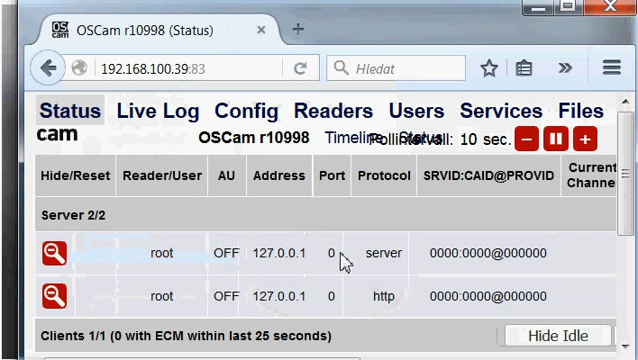 OSCam r10998 (Status)
192.168.100.39:83
Hledat
Status Live Log Config Readers Users Services Files
cam OSCam r10998 Timeline Status Pollintervall: 10 sec.
Hide/Reset Reader/User AU Address Port Protocol SRVID:CAID@PROVID Current Channel
Server 2/2
root OFF 127.0.0.1 0 server 0000:0000@000000
root OFF 127.0.0.1 0 http 0000:0000@000000
Clients 1/1 (0 with ECM within last 25 seconds) Hide Idle